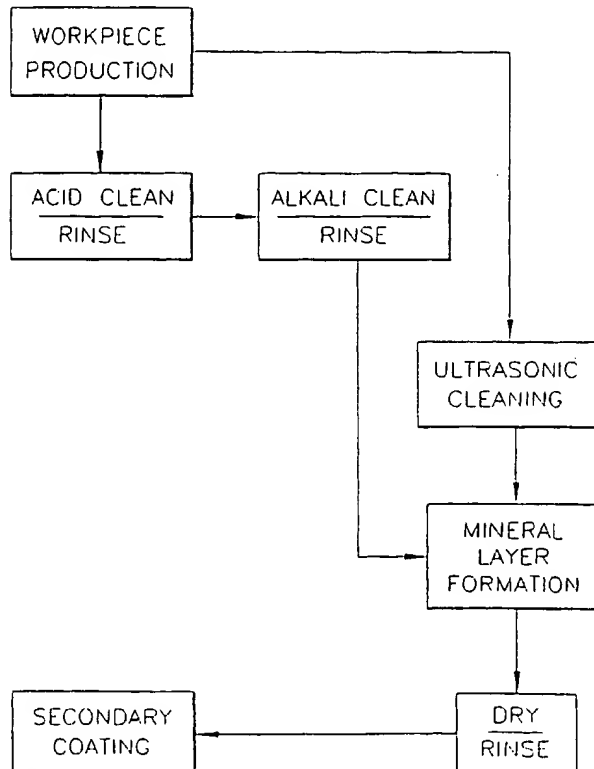 WORKPIECE
PRODUCTION
ACID CLEAN
RINSE
ALKALI CLEAN
RINSE
ULTRASONIC
CLEANING
MINERAL
LAYER
FORMATION
DRY
RINSE
SECONDARY
COATING